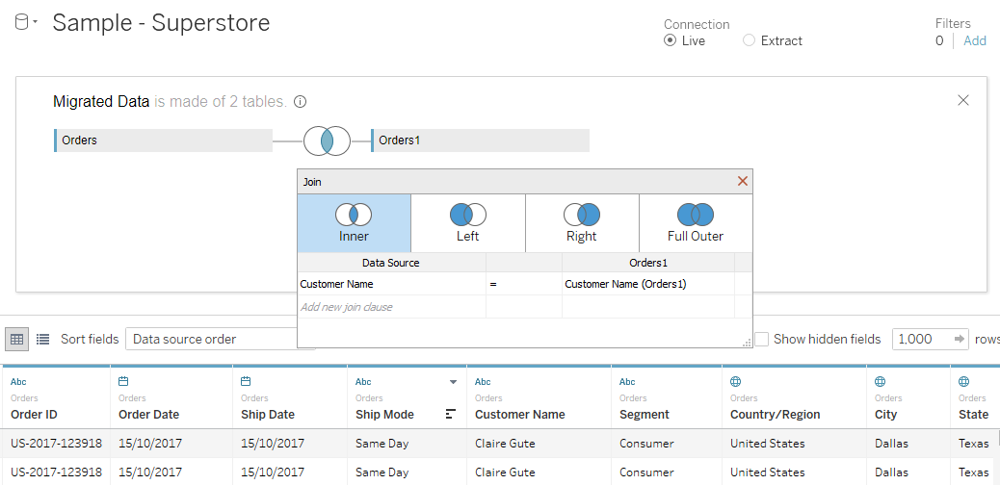 Sample - Superstore
Connection
Live Extract
Filters
0 Add
Migrated Data is made of 2 tables.
Orders Orders1
Join
Inner Left Right Full Outer
Data Source Orders1
Customer Name = Customer Name (Orders1)
Add new join clause
Sort fields Data source order Show hidden fields 1,000 rows
Abc Abc Abc Abc
Orders Orders Orders Orders Orders Orders Orders Orders Orders
Order ID Order Date Ship Date Ship Mode Customer Name Segment Country/Region City State
US-2017-123918 15/10/2017 15/10/2017 Same Day Claire Gute Consumer United States Dallas Texas
US-2017-123918 15/10/2017 15/10/2017 Same Day Claire Gute Consumer United States Dallas Texas